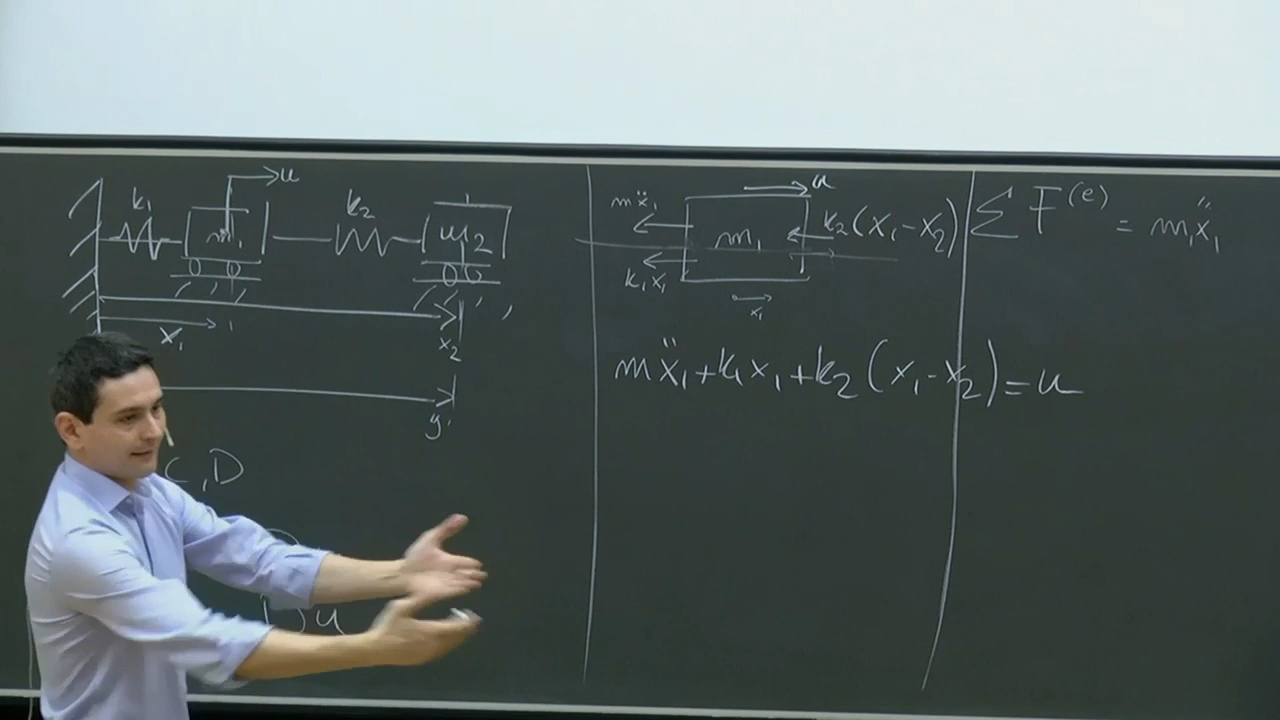 u
k₁
m₁
k₂
m₂
x₁
x₂
y
C, D
D u
mẍ₁
u
m₁
k₂(x₁-x₂)
k₁x₁
x₁
mẍ₁+k₁x₁+k₂(x₁-x₂)=u
∑F⁽ᵉ⁾ = m₁ẍ₁